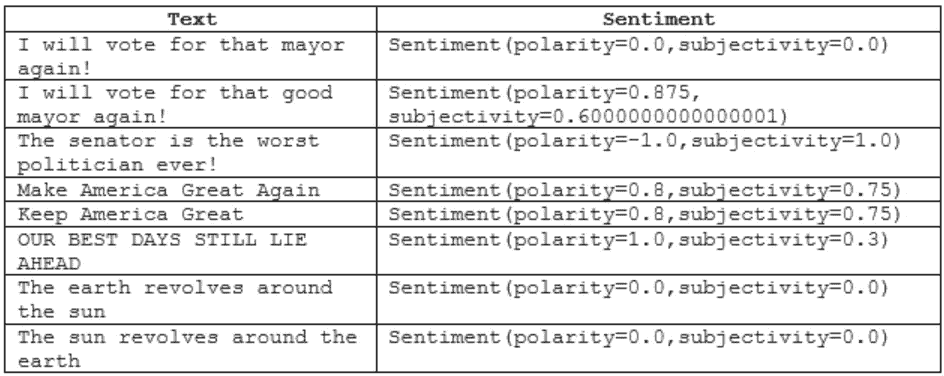 Text Sentiment
I will vote for that mayor Sentiment(polarity=0.0,subjectivity=0.0)
again!
I will vote for that good Sentiment(polarity=0.875,
mayor again! subjectivity=0.6000000000000001)
The senator is the worst Sentiment(polarity=-1.0,subjectivity=1.0)
politician ever!
Make America Great Again Sentiment(polarity=0.8,subjectivity=0.75)
Keep America Great Sentiment(polarity=0.8,subjectivity=0.75)
OUR BEST DAYS STILL LIE Sentiment(polarity=1.0,subjectivity=0.3)
AHEAD
The earth revolves around Sentiment(polarity=0.0,subjectivity=0.0)
the sun
The sun revolves around the Sentiment(polarity=0.0,subjectivity=0.0)
earth